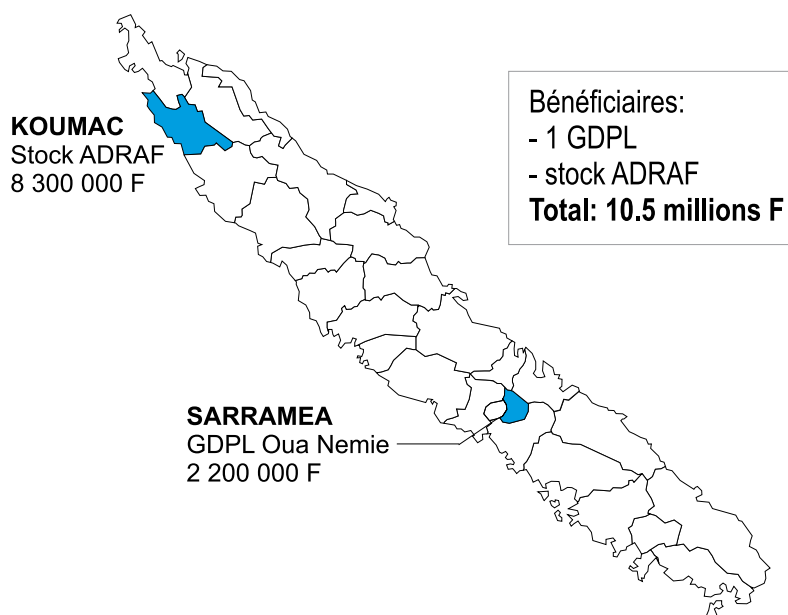 KOUMAC
Stock ADRAF
8 300 000 F
Bénéficiaires:
- 1 GDPL
- stock ADRAF
Total: 10.5 millions F
SARRAMEA
GDPL Oua Nemie
2 200 000 F